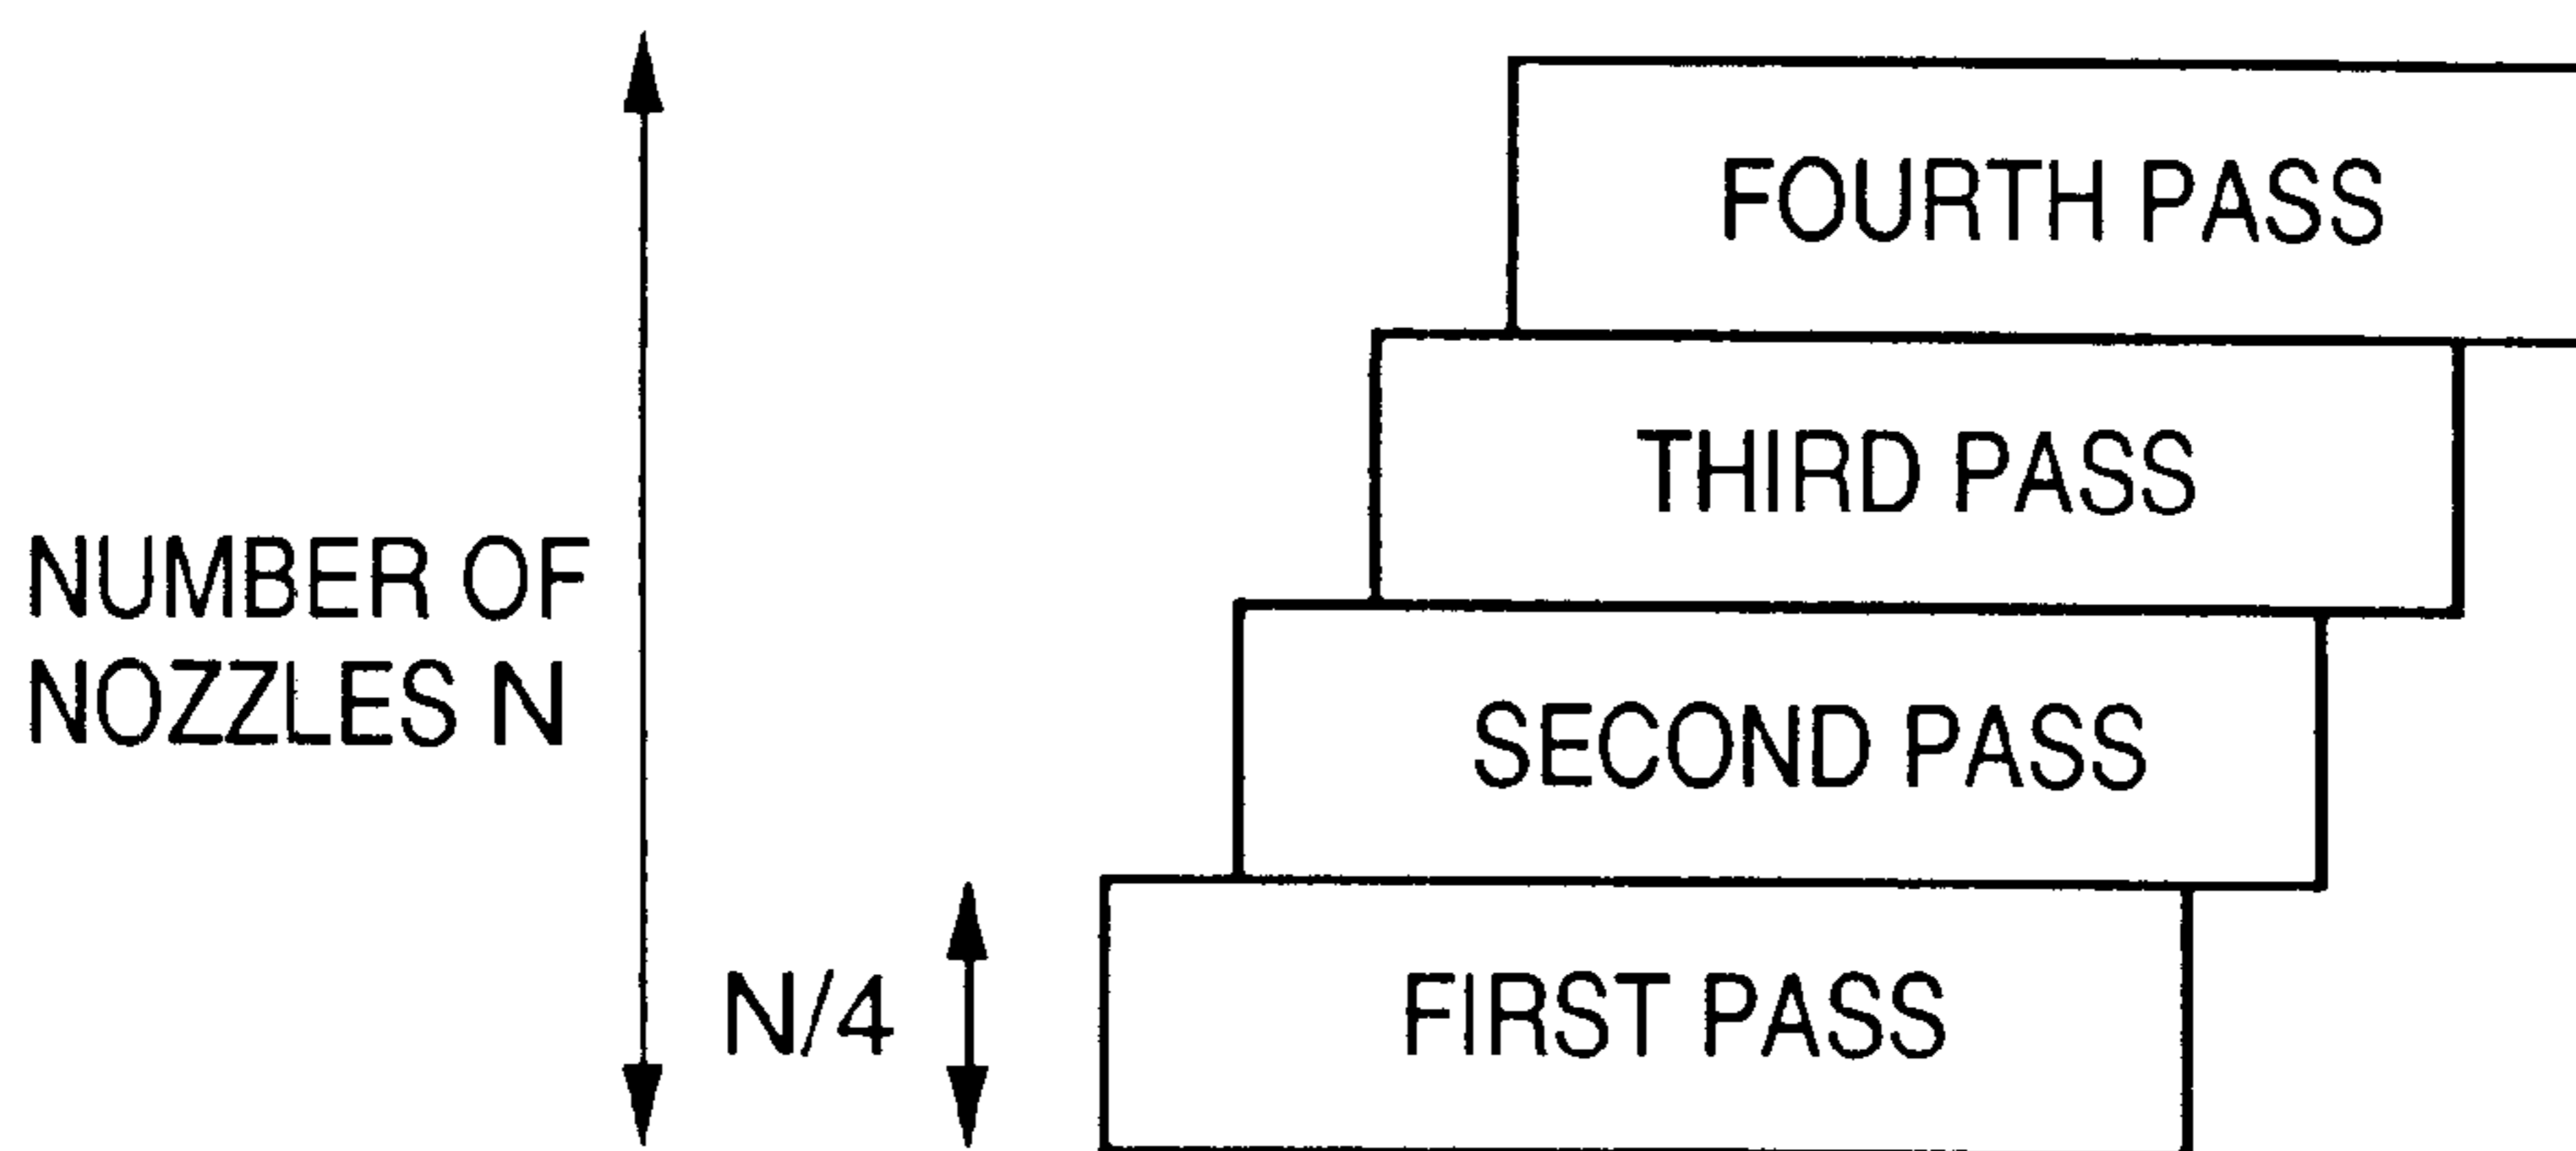 FOURTH PASS
THIRD PASS
NUMBER OF
NOZZLES N
SECOND PASS
N/4
FIRST PASS